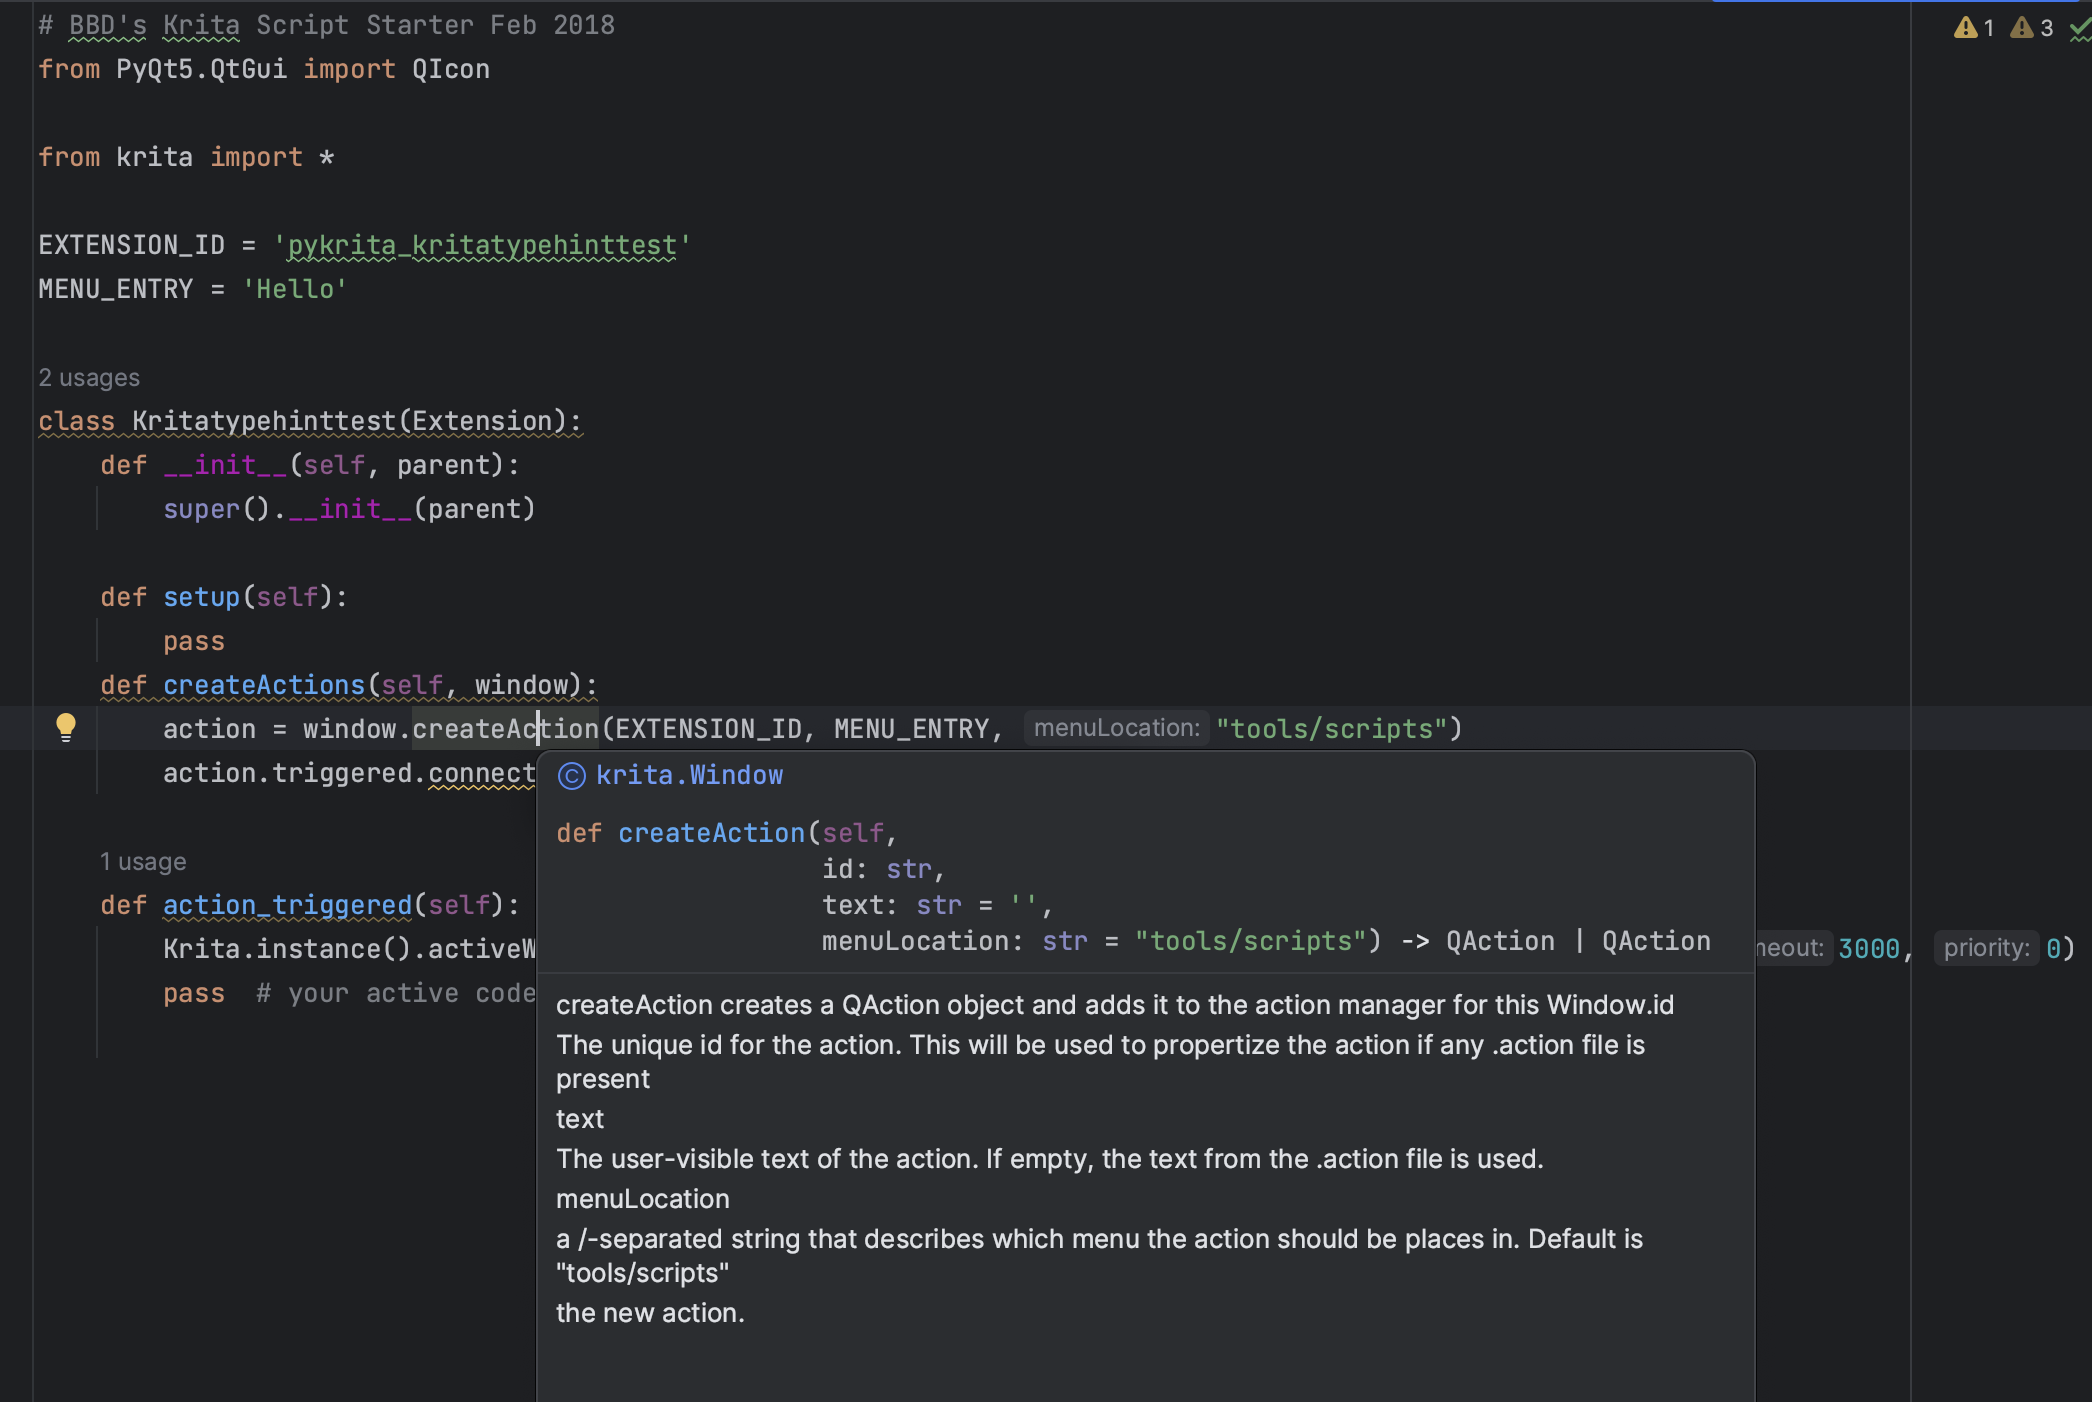 # BBD's Krita Script Starter Feb 2018
1 3
from PyQt5.QtGui import QIcon
from krita import *
EXTENSION_ID = 'pykrita_kritatypehinttest'
MENU_ENTRY = 'Hello'
2 usages
class Kritatypehinttest(Extension):
def __init__(self, parent):
super().__init__(parent)
def setup(self):
pass
def createActions(self, window):
action = window.createAction(EXTENSION_ID, MENU_ENTRY, menuLocation: "tools/scripts")
action.triggered.connect
1 usage
def action_triggered(self):
Krita.instance().activeW
meout: 3000, priority: 0)
pass # your active code
krita.Window
def createAction(self,
id: str,
text: str = '',
menuLocation: str = "tools/scripts") -> QAction | QAction
createAction creates a QAction object and adds it to the action manager for this Window.id
The unique id for the action. This will be used to propertize the action if any .action file is
present
text
The user-visible text of the action. If empty, the text from the .action file is used.
menuLocation
a /-separated string that describes which menu the action should be places in. Default is
"tools/scripts"
the new action.